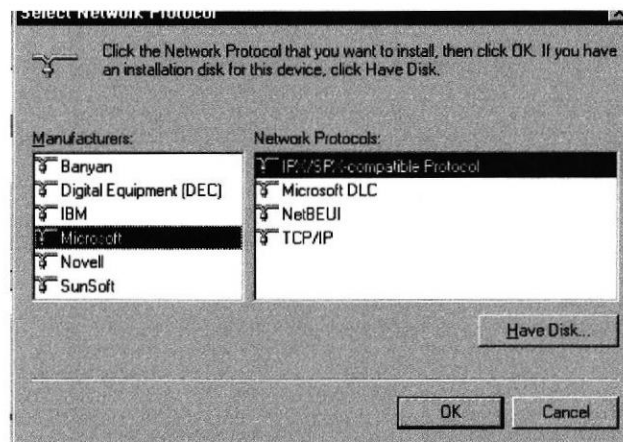 Select Network Protocol
Click the Network Protocol that you want to install, then click OK. If you have
an installation disk for this device, click Have Disk.
Manufacturers:
Banyan
Digital Equipment (DEC)
IBM
Microsoft
Novell
SunSoft
Network Protocols:
IPX/SPX-compatible Protocol
Microsoft DLC
NetBEUI
TCP/IP
Have Disk...
OK
Cancel